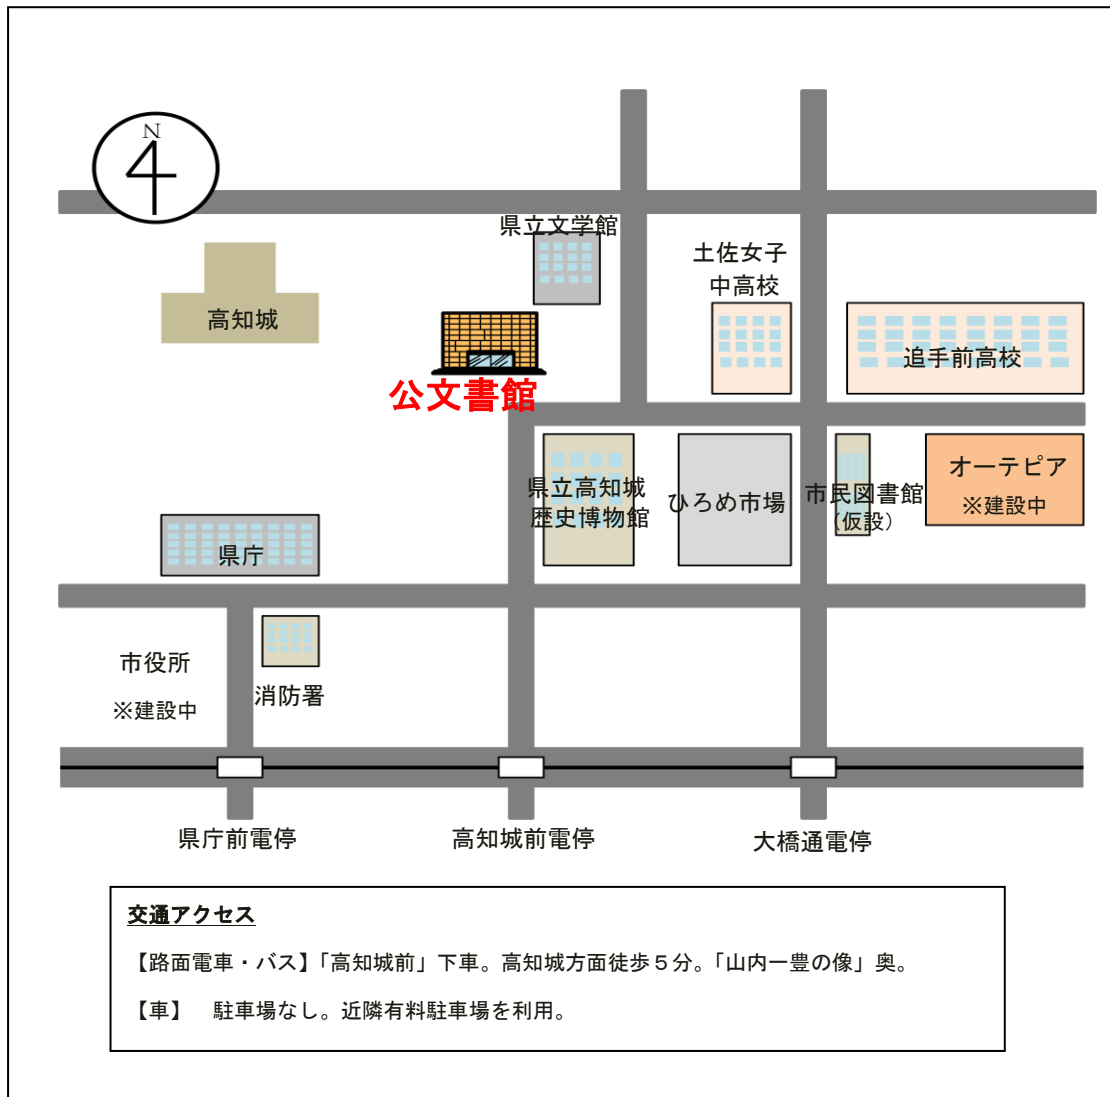 N
県立文学館
土佐女子
中高校
高知城
追手前高校
公文書館
県立高知城
歴史博物館
ひろめ市場
市民図書館
（仮設）
オーテピア
※建設中
県庁
市役所
※建設中
消防署
県庁前電停
高知城前電停
大橋通電停
交通アクセス
【路面電車・バス】「高知城前」下車。高知城方面徒歩５分。「山内一豊の像」奥。
【車】　駐車場なし。近隣有料駐車場を利用。